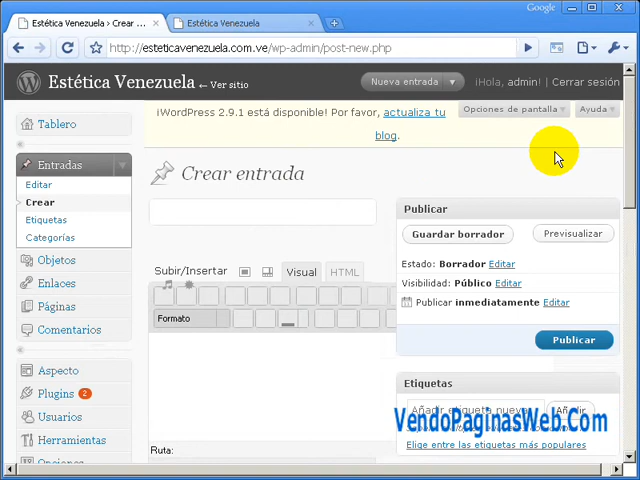 Google
Estética Venezuela › Crear ...
Estética Venezuela
http://esteticavenezuela.com.ve/wp-admin/post-new.php
Estética Venezuela ← Ver sitio
Nueva entrada
¡Hola, admin! | Cerrar sesión
¡WordPress 2.9.1 está disponible! Por favor, actualiza tu
blog.
Opciones de pantalla
Ayuda
Tablero
Entradas
Editar
Crear
Etiquetas
Categorías
Objetos
Enlaces
Páginas
Comentarios
Aspecto
Plugins 2
Usuarios
Herramientas
Opciones
Crear entrada
Subir/Insertar
Visual
HTML
Formato
Ruta:
Publicar
Guardar borrador
Previsualizar
Estado: Borrador Editar
Visibilidad: Público Editar
Publicar inmediatamente Editar
Publicar
Etiquetas
Añadir etiqueta nueva
Añadir
VendoPaginasWeb.Com
Elige entre las etiquetas más populares